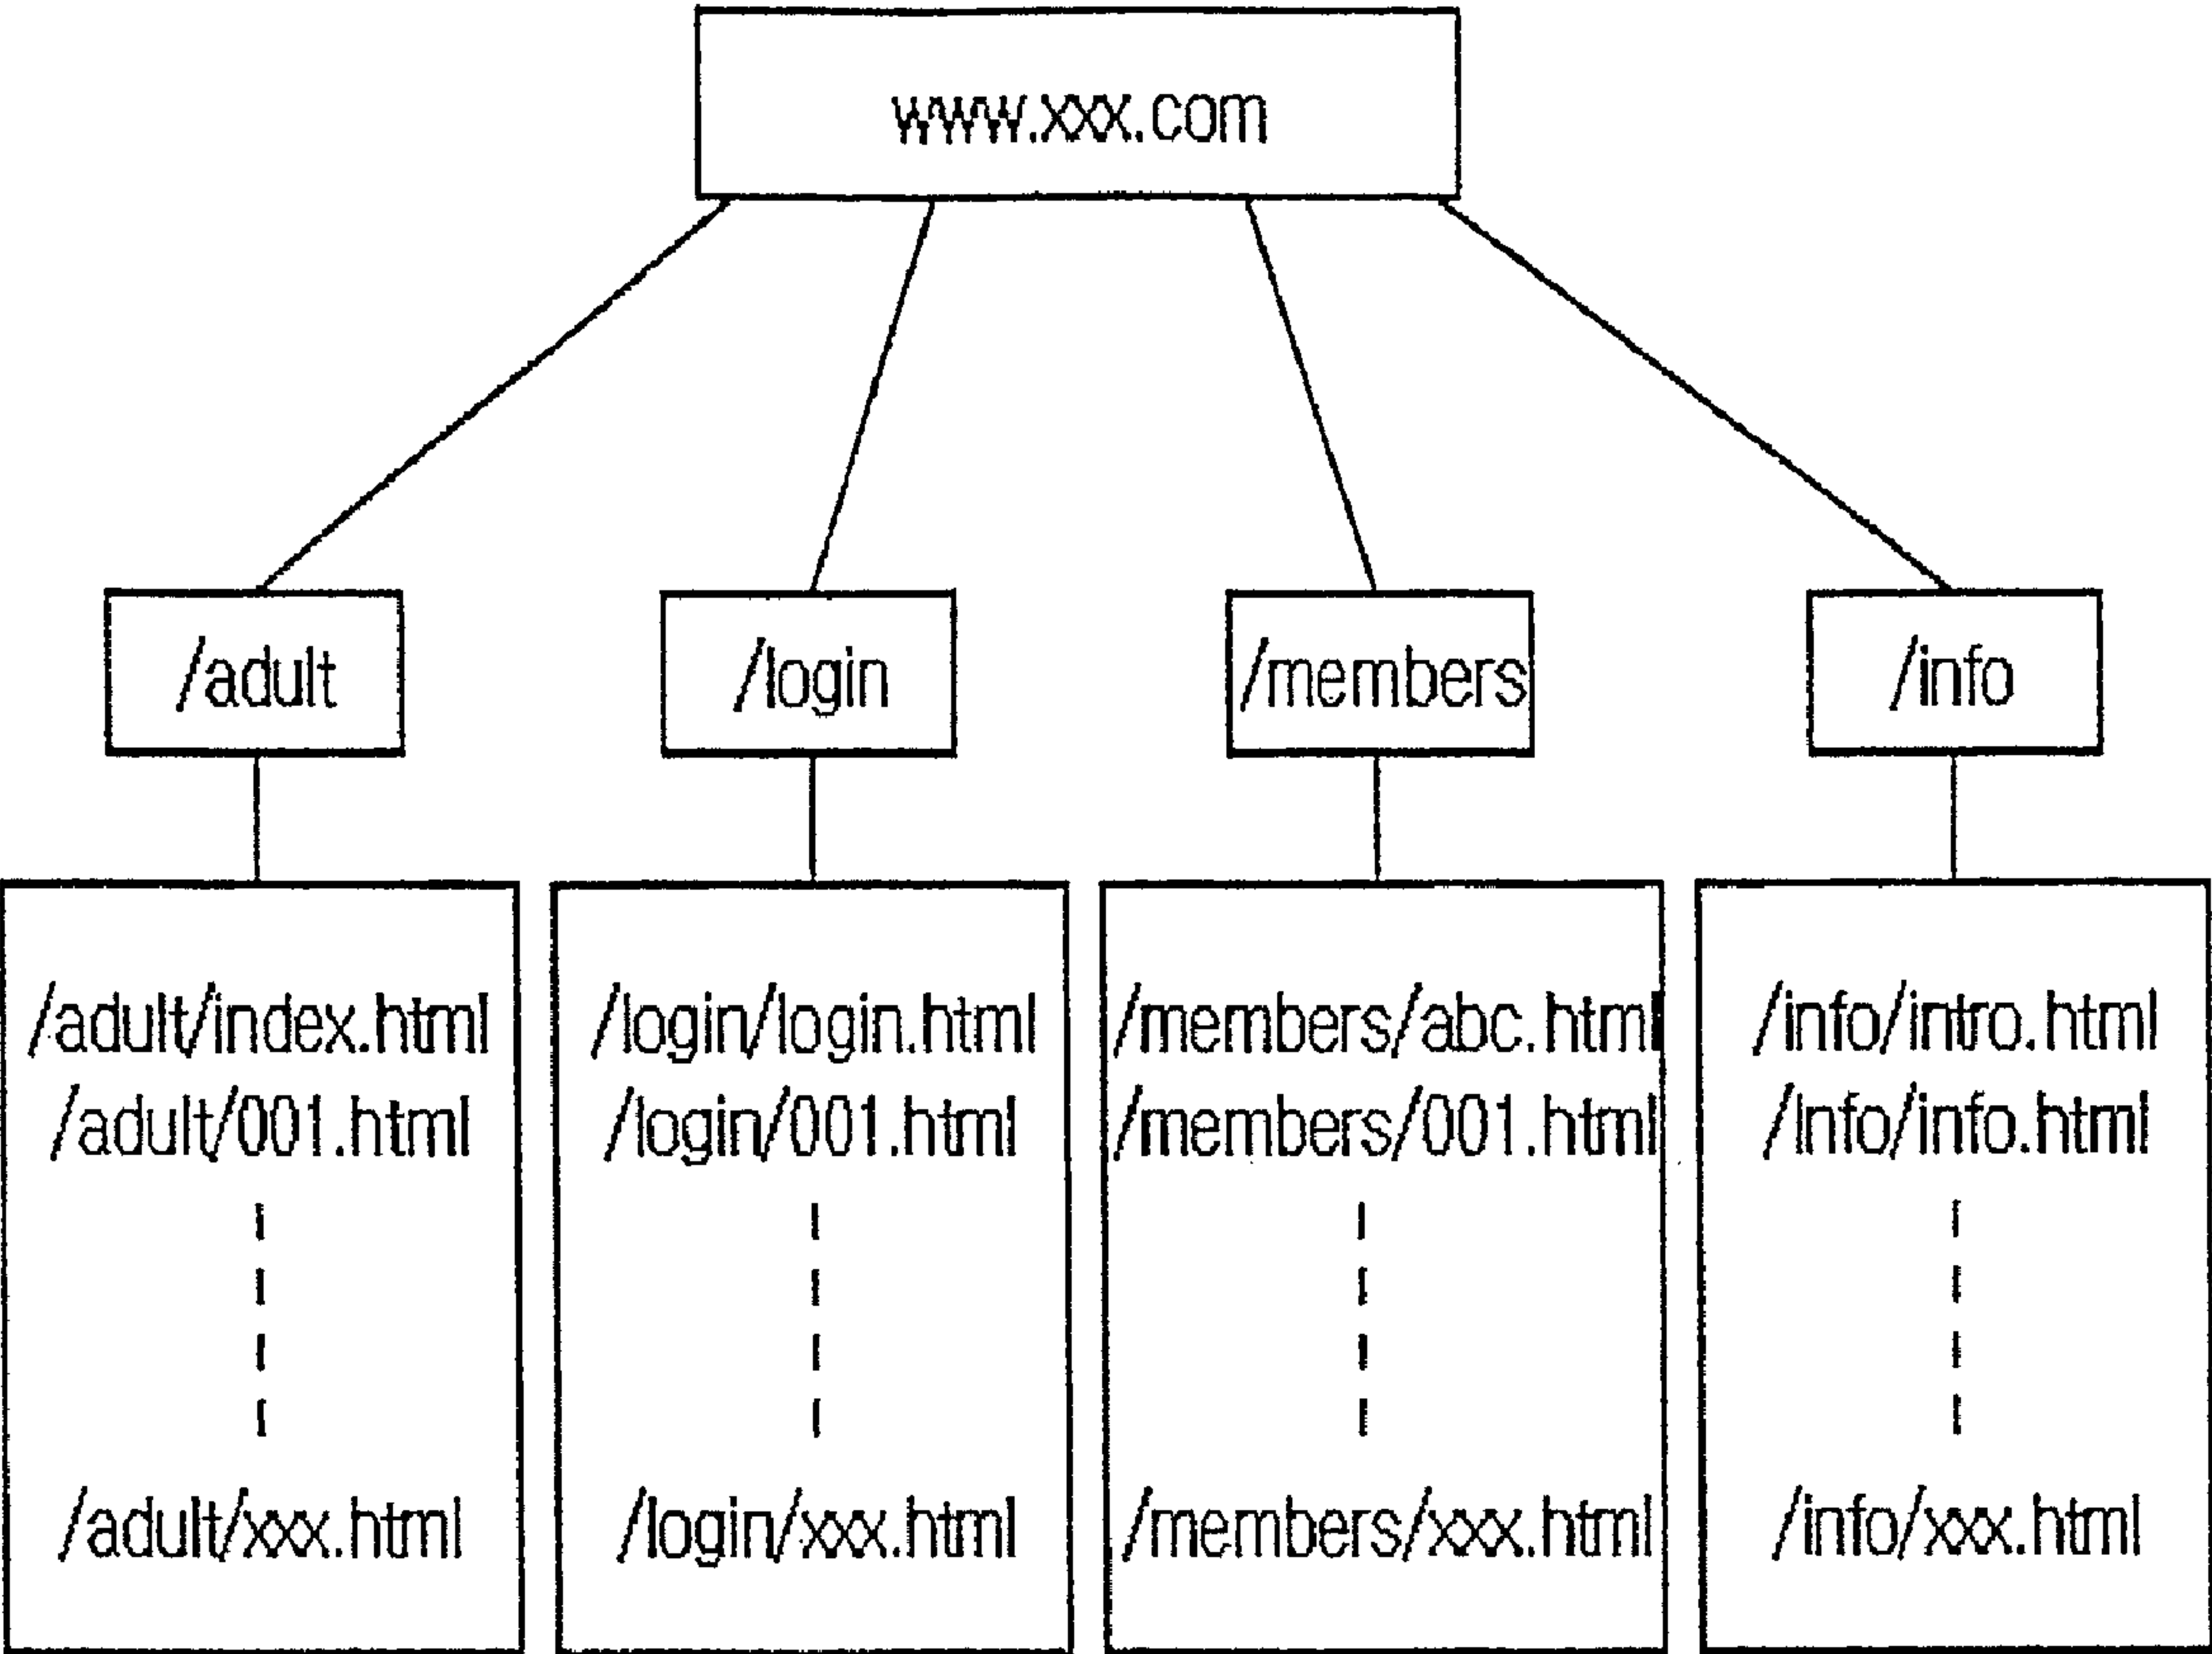 www.xxx.com
/adult
/login
/members
/info
/adult/index.html
/adult/001.html
/adult/xxx.html
/login/login.html
/login/001.html
/login/xxx.html
/members/abc.html
/members/001.html
/members/xxx.html
/info/intro.html
/Info/info.html
/info/xxx.html